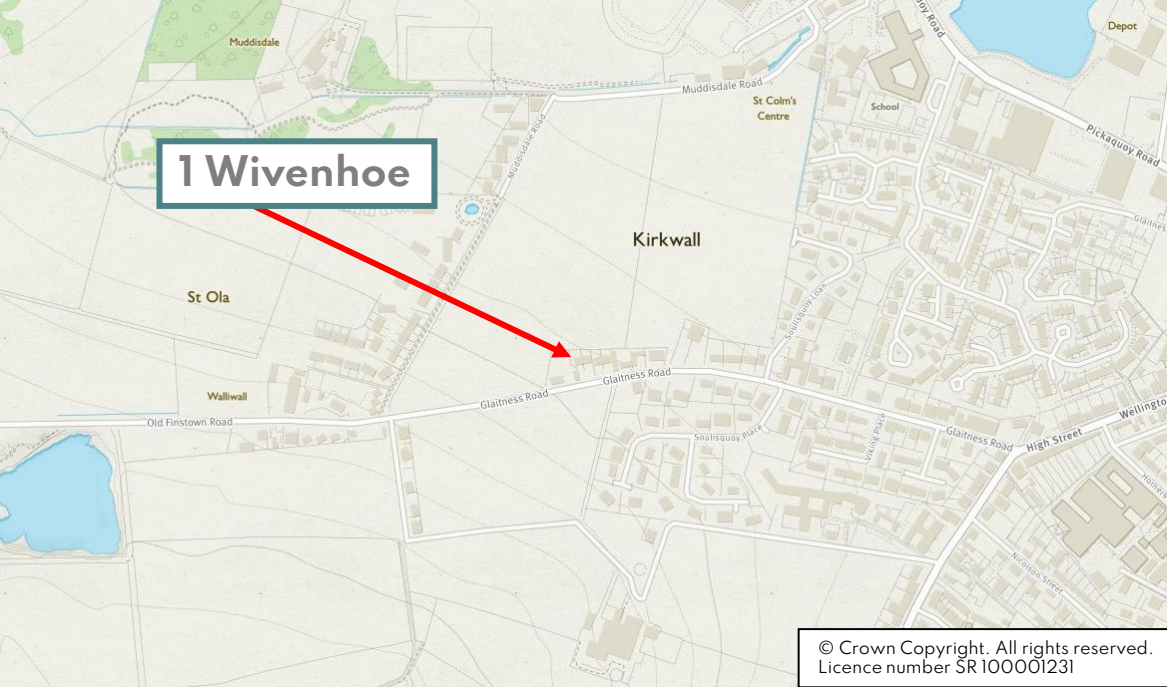 Muddisdale
Depot
Muddisdale Road
St Colm's
Centre
School
Pickaquoy Road
Muddisdale Road
1 Wivenhoe
Kirkwall
St Ola
Soulisquoy Loan
Glaitness Road
Glaitness Road
Walliwall
Old Finstown Road
Soulisquoy Place
Viking Place
Glaitness Road
High Street
Nicolson Street
© Crown Copyright. All rights reserved.
Licence number SR 100001231